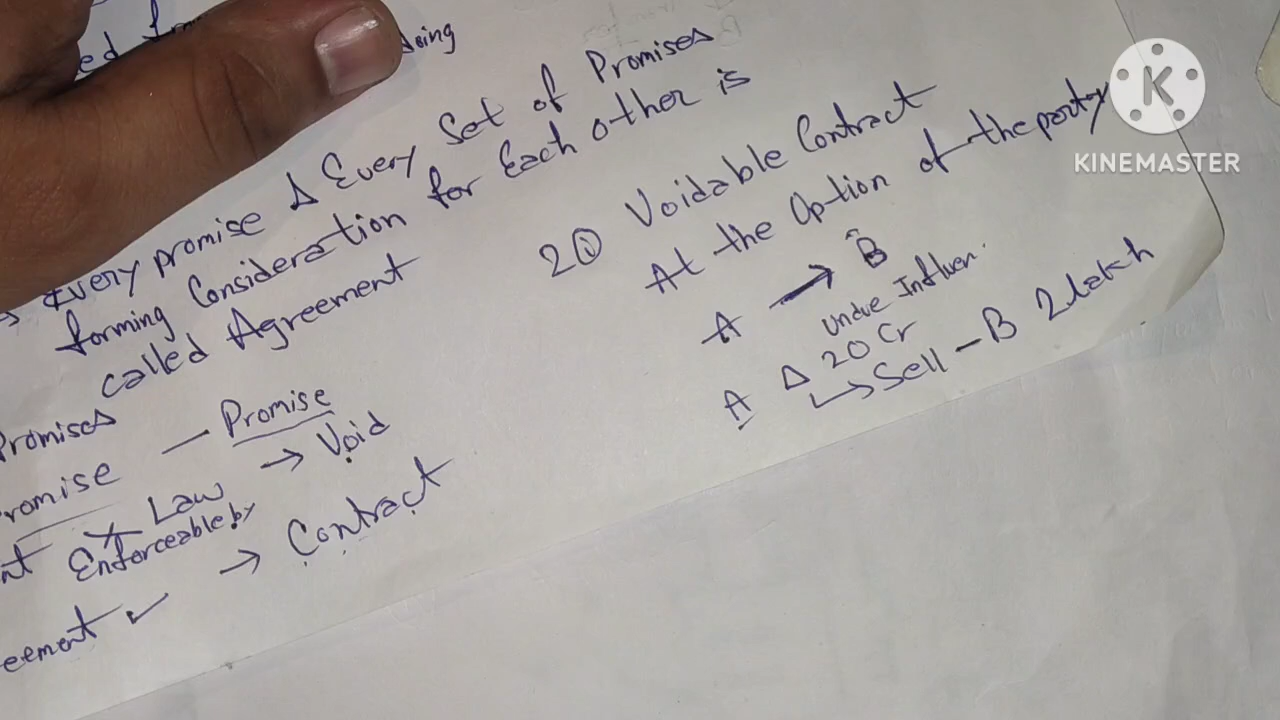 ed
Doing
→ Every promise & Every Set of Promises
forming Consideration for Each other is
called Agreement
Promises
Promise — Promise
nt Enforceable by Law → Void
eement ✓ → Contract
2(i) Voidable Contract
At the Option of the party
A → B
undue Influen.
A △ 20 Cr
↳ Sell - B 2 lakh
K
KINEMASTER